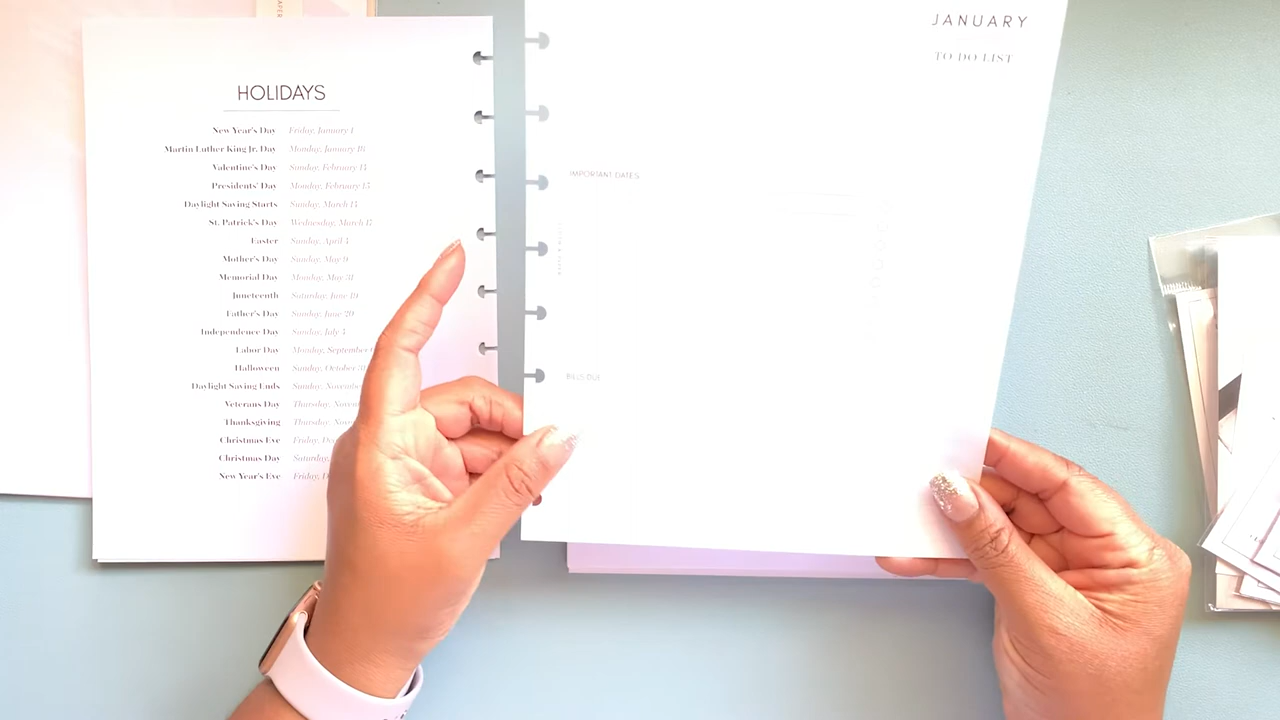 HOLIDAYS
New Year's Day Friday, January 1
Martin Luther King Jr. Day Monday, January 18
Valentine's Day Sunday, February 14
Presidents' Day Monday, February 15
Daylight Saving Starts Sunday, March 14
St. Patrick's Day Wednesday, March 17
Easter Sunday, April 4
Mother's Day Sunday, May 9
Memorial Day Monday, May 31
Juneteenth Saturday, June 19
Father's Day Sunday, June 20
Independence Day Sunday, July 4
Labor Day Monday, September
Halloween Sunday, October
Daylight Saving Ends Sunday, November
Veterans Day Thursday,
Thanksgiving Thursday,
Christmas Eve Friday,
Christmas Day Saturday,
New Year's Eve Friday,
JANUARY
TO DO LIST
IMPORTANT DATES
BILLS DUE